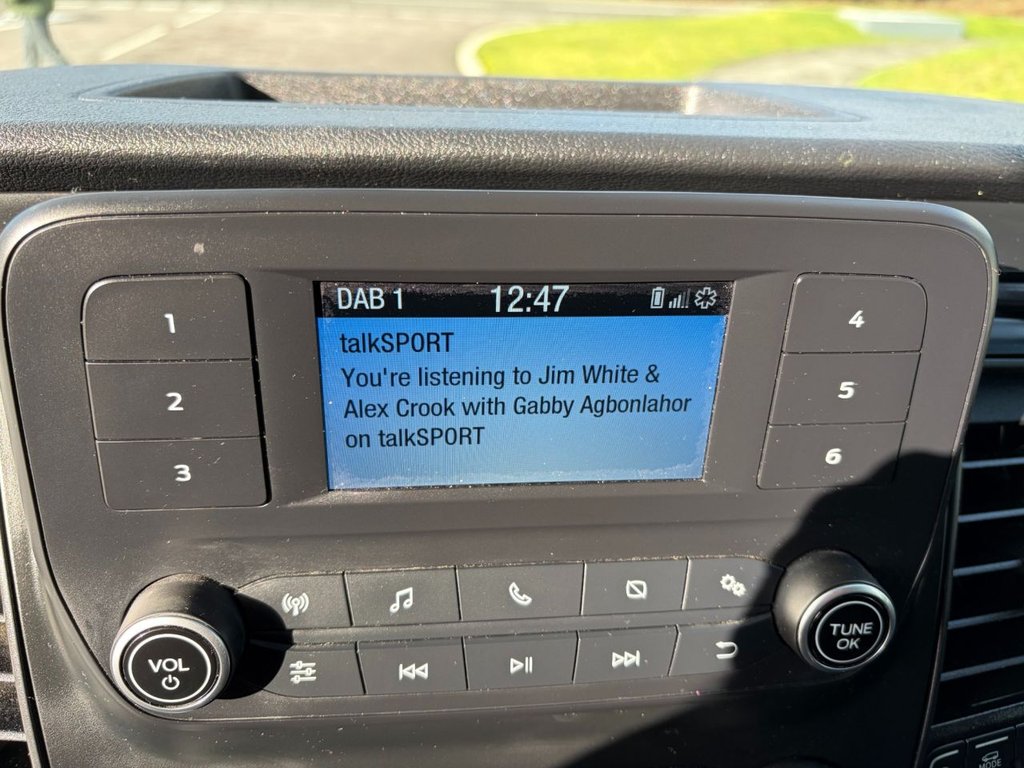 DAB 1 12:47
talkSPORT
You're listening to Jim White &
Alex Crook with Gabby Agbonlahor
on talkSPORT
1
2
3
4
5
6
VOL
TUNE
OK
MODE